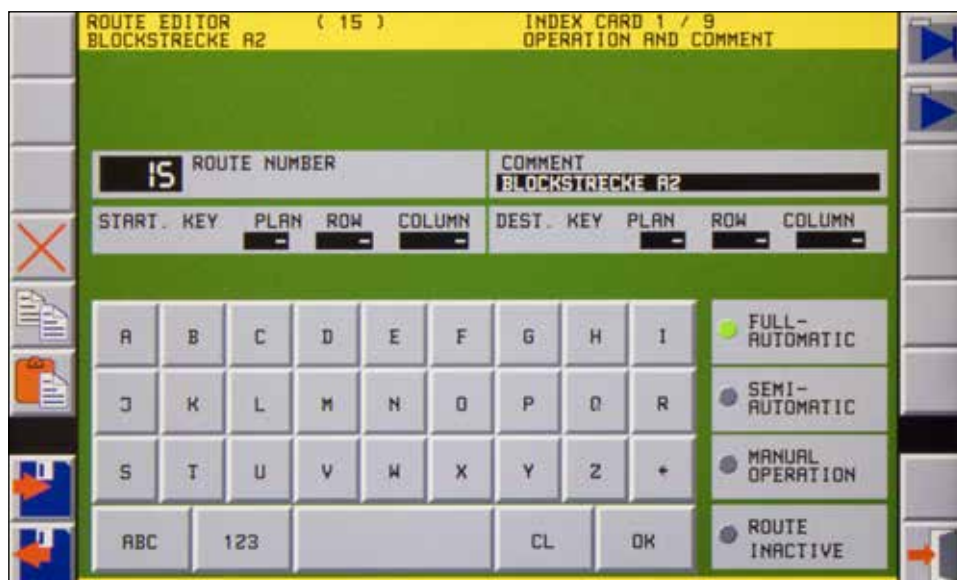 ROUTE EDITOR ( 15 ) INDEX CARD 1 / 9
BLOCKSTRECKE A2 OPERATION AND COMMENT
15 ROUTE NUMBER
COMMENT
BLOCKSTRECKE A2
START. KEY PLAN ROW COLUMN
- - -
DEST. KEY PLAN ROW COLUMN
- - -
A B C D E F G H I
J K L M N O P Q R
S T U V W X Y Z ←
ABC 123 CL OK
FULL-
AUTOMATIC
SEMI-
AUTOMATIC
MANUAL
OPERATION
ROUTE
INACTIVE